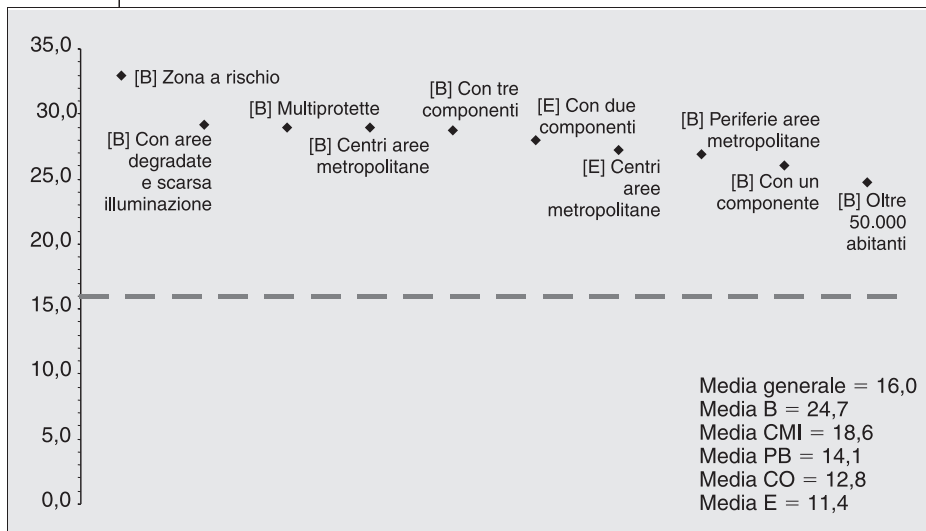 35,0
30,0
25,0
20,0
15,0
10,0
5,0
0,0
[B] Zona a rischio
[B] Con aree
degradate
e scarsa
illuminazione
[B] Multiprotette
[B] Centri aree
metropolitane
[B] Con tre
componenti
[E] Con due
componenti
[E] Centri
aree
metropolitane
[B] Periferie aree
metropolitane
[B] Con un
componente
[B] Oltre
50.000
abitanti
Media generale = 16,0
Media B = 24,7
Media CMI = 18,6
Media PB = 14,1
Media CO = 12,8
Media E = 11,4